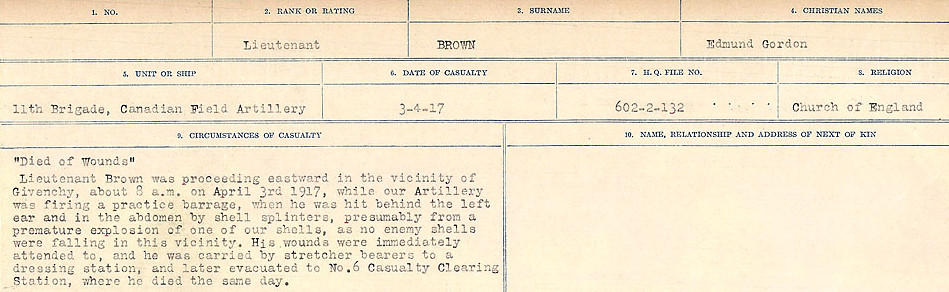 1. NO. 2. RANK OR RATING 3. SURNAME 4. CHRISTIAN NAMES
Lieutenant BROWN Edmund Gordon
5. UNIT OR SHIP 6. DATE OF CASUALTY 7. H.Q. FILE NO. 8. RELIGION
11th Brigade, Canadian Field Artillery 3-4-17 602-2-132 Church of England
9. CIRCUMSTANCES OF CASUALTY 10. NAME, RELATIONSHIP AND ADDRESS OF NEXT OF KIN
"Died of Wounds"
Lieutenant Brown was proceeding eastward in the vicinity of
Givenchy, about 8 a.m. on April 3rd 1917, while our Artillery
was firing a practice barrage, when he was hit behind the left
ear and in the abdomen by shell splinters, presumably from a
premature explosion of one of our shells, as no enemy shells
were falling in this vicinity. His wounds were immediately
attended to, and he was carried by stretcher bearers to a
dressing station, and later evacuated to No.6 Casualty Clearing
Station, where he died the same day.